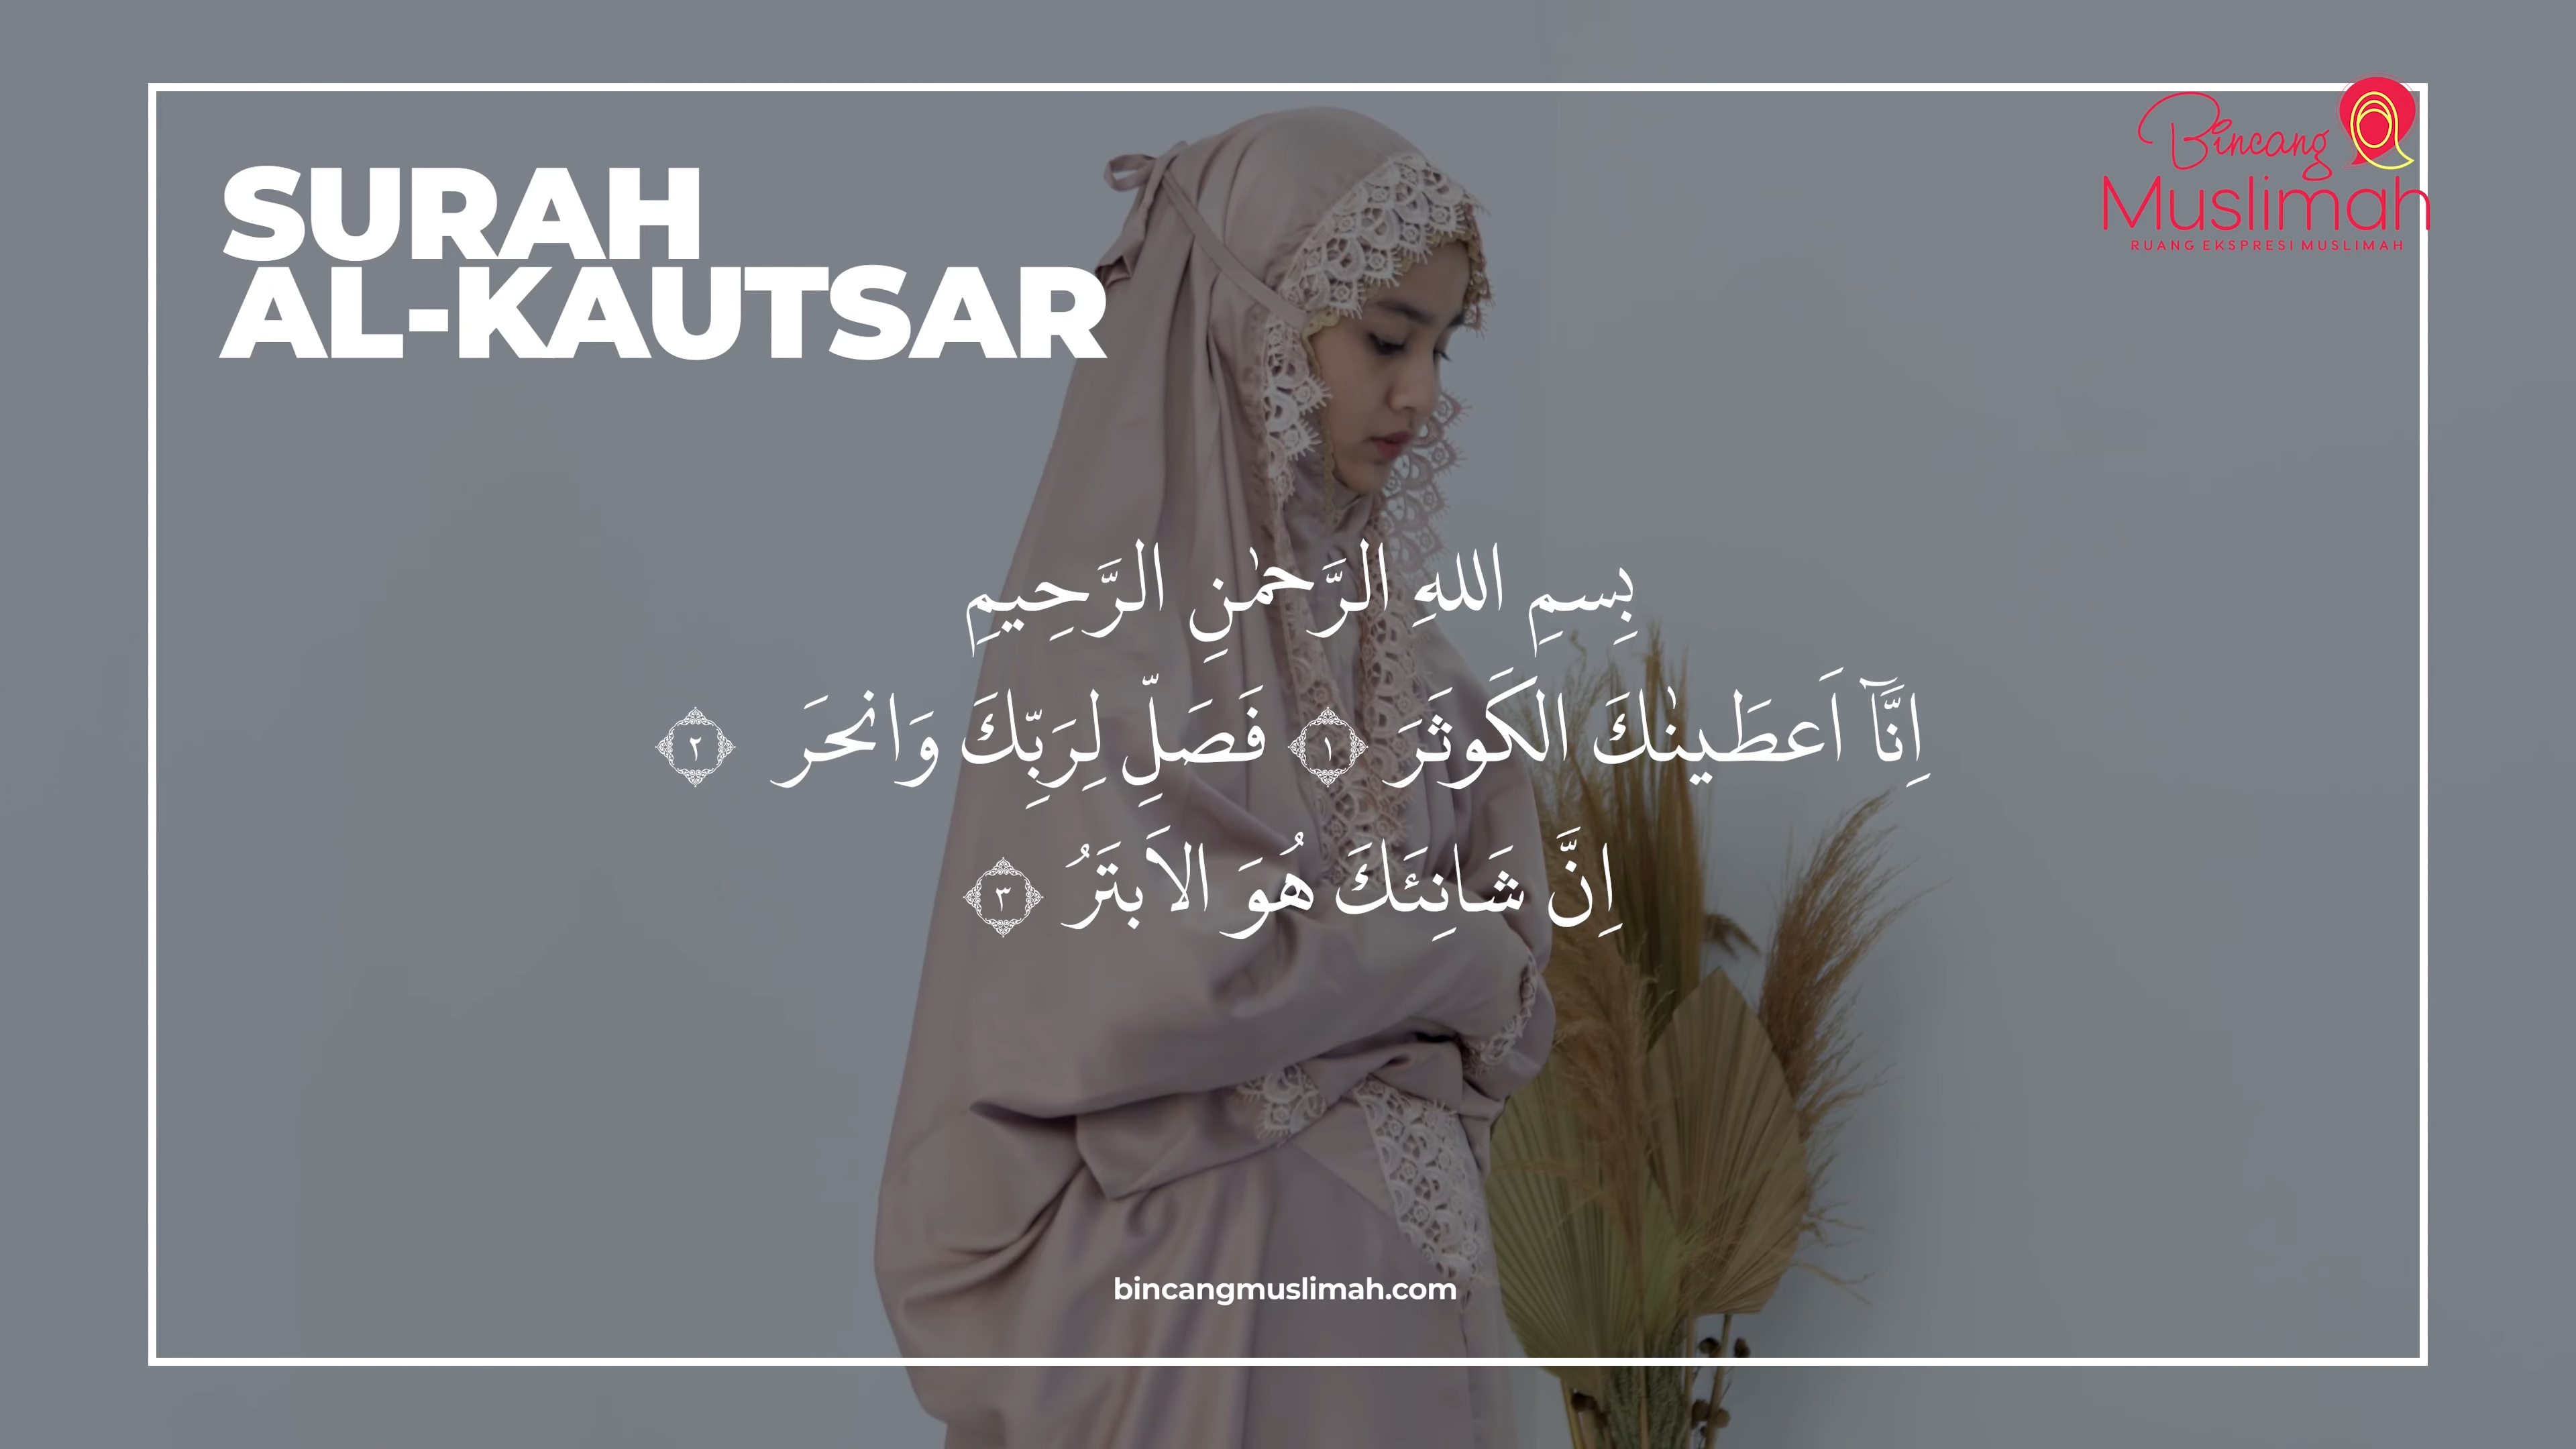 SURAH
AL-KAUTSAR
Bincang
Muslimah
RUANG EKSPRESI MUSLIMAH
بِسمِ اللهِ الرَّحمٰنِ الرَّحِيمِ
اِنَّآ اَعطَينٰكَ الكَوثَرَ ١ فَصَلِّ لِرَبِّكَ وَانحَر ٢
اِنَّ شَانِئَكَ هُوَ الاَبتَرُ ٣
bincangmuslimah.com